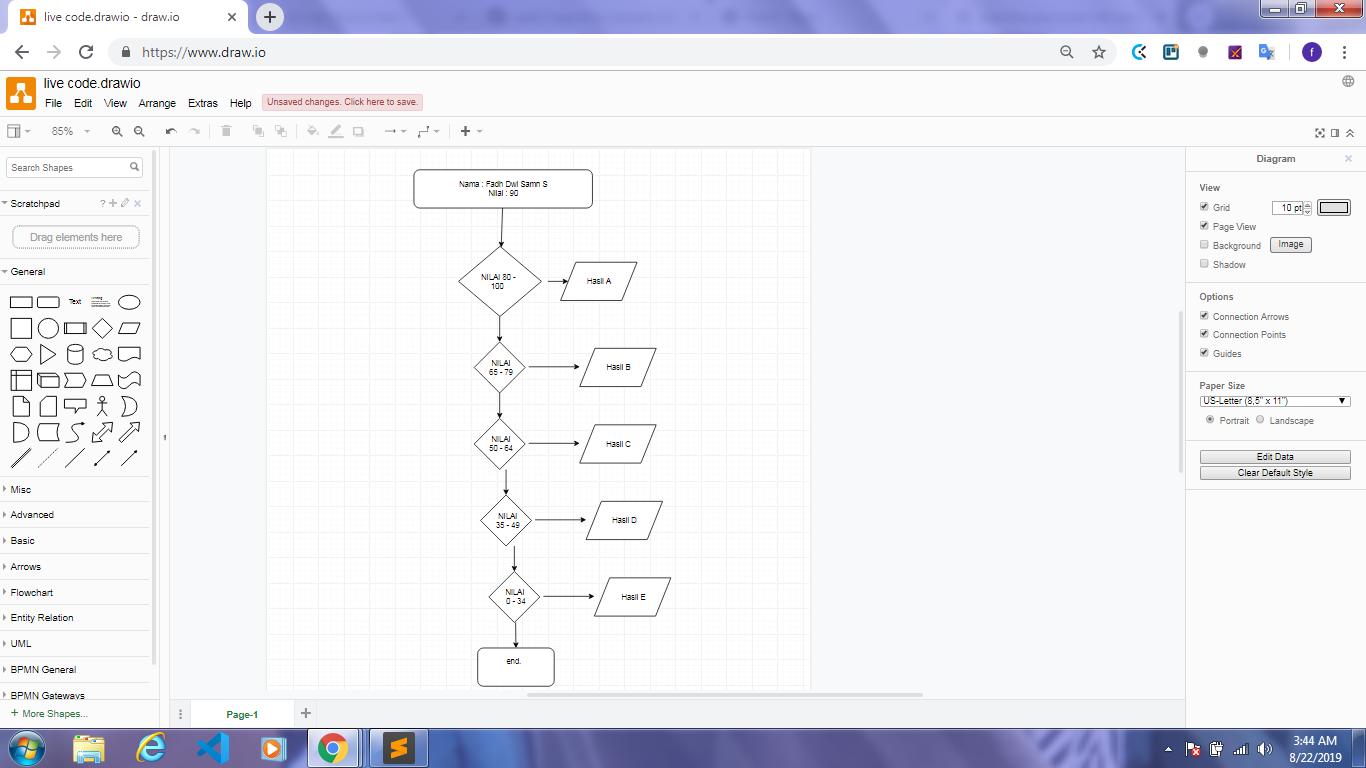 live code.drawio - draw.io
https://www.draw.io
f
live code.drawio
File Edit View Arrange Extras Help
Unsaved changes. Click here to save.
85%
Search Shapes
Scratchpad
?
Drag elements here
General
Text
Misc
Advanced
Basic
Arrows
Flowchart
Entity Relation
UML
BPMN General
BPMN Gateways
+ More Shapes...
Nilai : 90
NILAI 80 -
100
Hasil A
NILAI
65 - 79
Hasil B
NILAI
50 - 64
Hasil C
NILAI
35 - 49
Hasil D
NILAI
0 - 34
Hasil E
end.
Page-1
Diagram
View
Grid
10 pt
Page View
Background
Image
Shadow
Options
Connection Arrows
Connection Points
Guides
Paper Size
US-Letter (8,5" x 11")
Portrait
Landscape
Edit Data
Clear Default Style
3:44 AM
8/22/2019